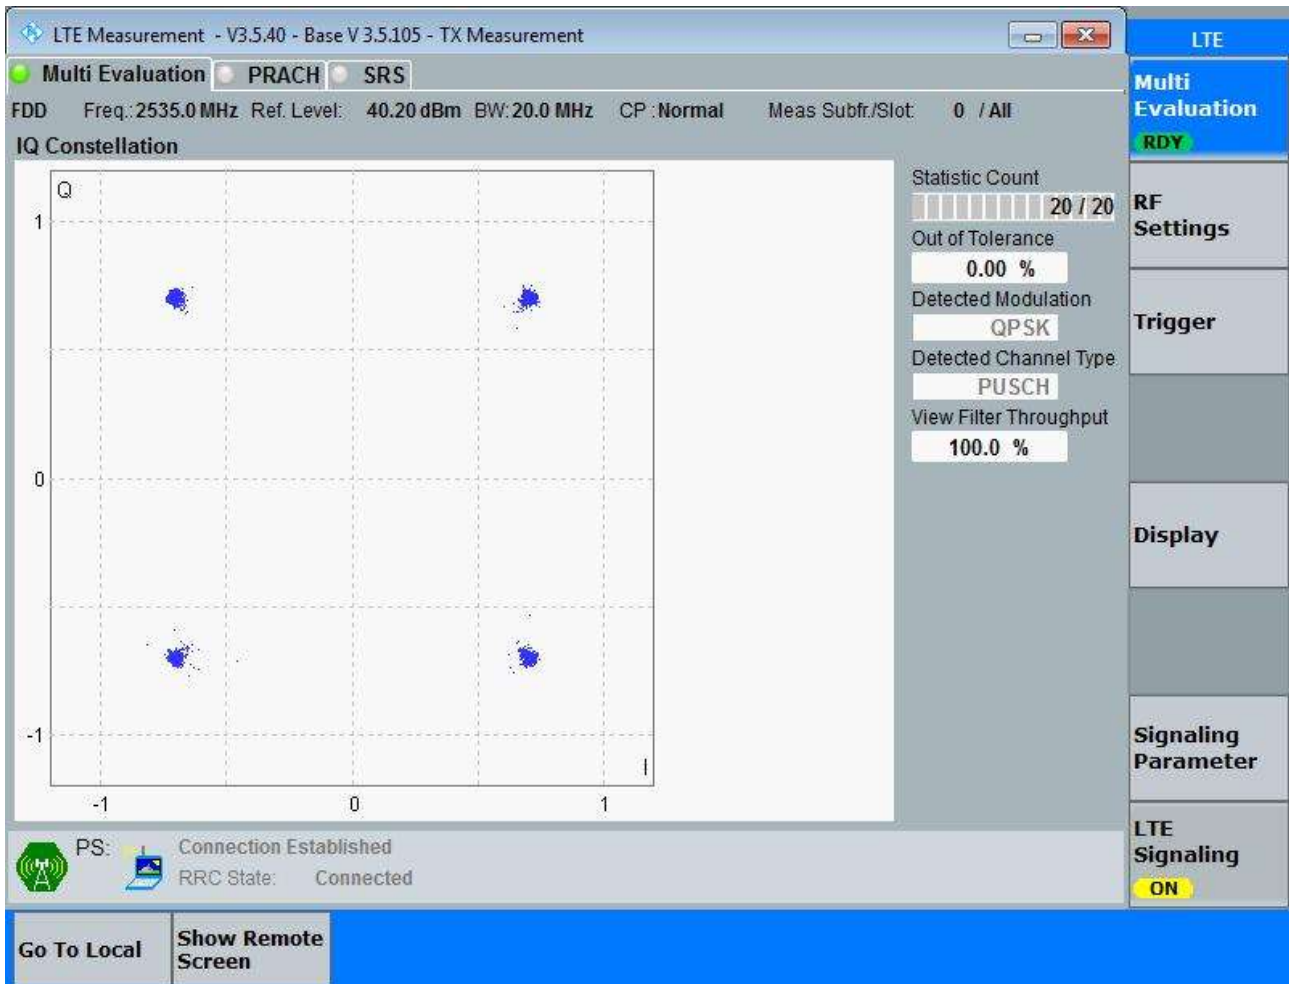 LTE Measurement - V3.5.40 - Base V 3.5.105 - TX Measurement
LTE
Multi Evaluation PRACH SRS
FDD Freq.: 2535.0 MHz Ref. Level: 40.20 dBm BW: 20.0 MHz CP : Normal Meas Subfr./Slot: 0 / All
IQ Constellation
Q
1
0
-1
I
-1 0 1
Statistic Count
20 / 20
Out of Tolerance
0.00 %
Detected Modulation
QPSK
Detected Channel Type
PUSCH
View Filter Throughput
100.0 %
Multi
Evaluation
RDY
RF
Settings
Trigger
Display
Signaling
Parameter
LTE
Signaling
ON
PS: Connection Established
RRC State: Connected
Go To Local
Show Remote
Screen